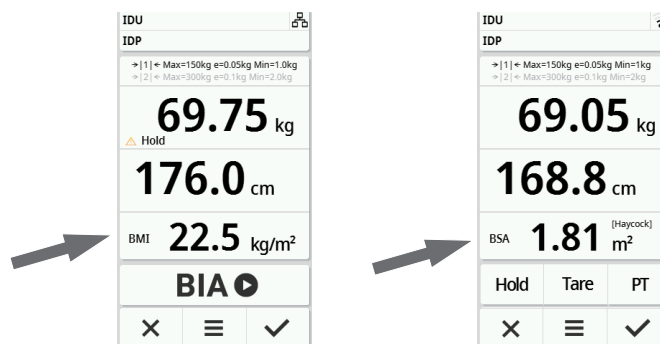 IDU
IDP
→|1|← Max=150kg e=0.05kg Min=1.0kg
→|2|← Max=300kg e=0.1kg Min=2.0kg
69.75 kg
Hold
176.0 cm
BMI 22.5 kg/m²
BIA
IDU
IDP
→|1|← Max=150kg e=0.05kg Min=1kg
→|2|← Max=300kg e=0.1kg Min=2kg
69.05 kg
168.8 cm
BSA 1.81 [Haycock] m²
Hold Tare PT